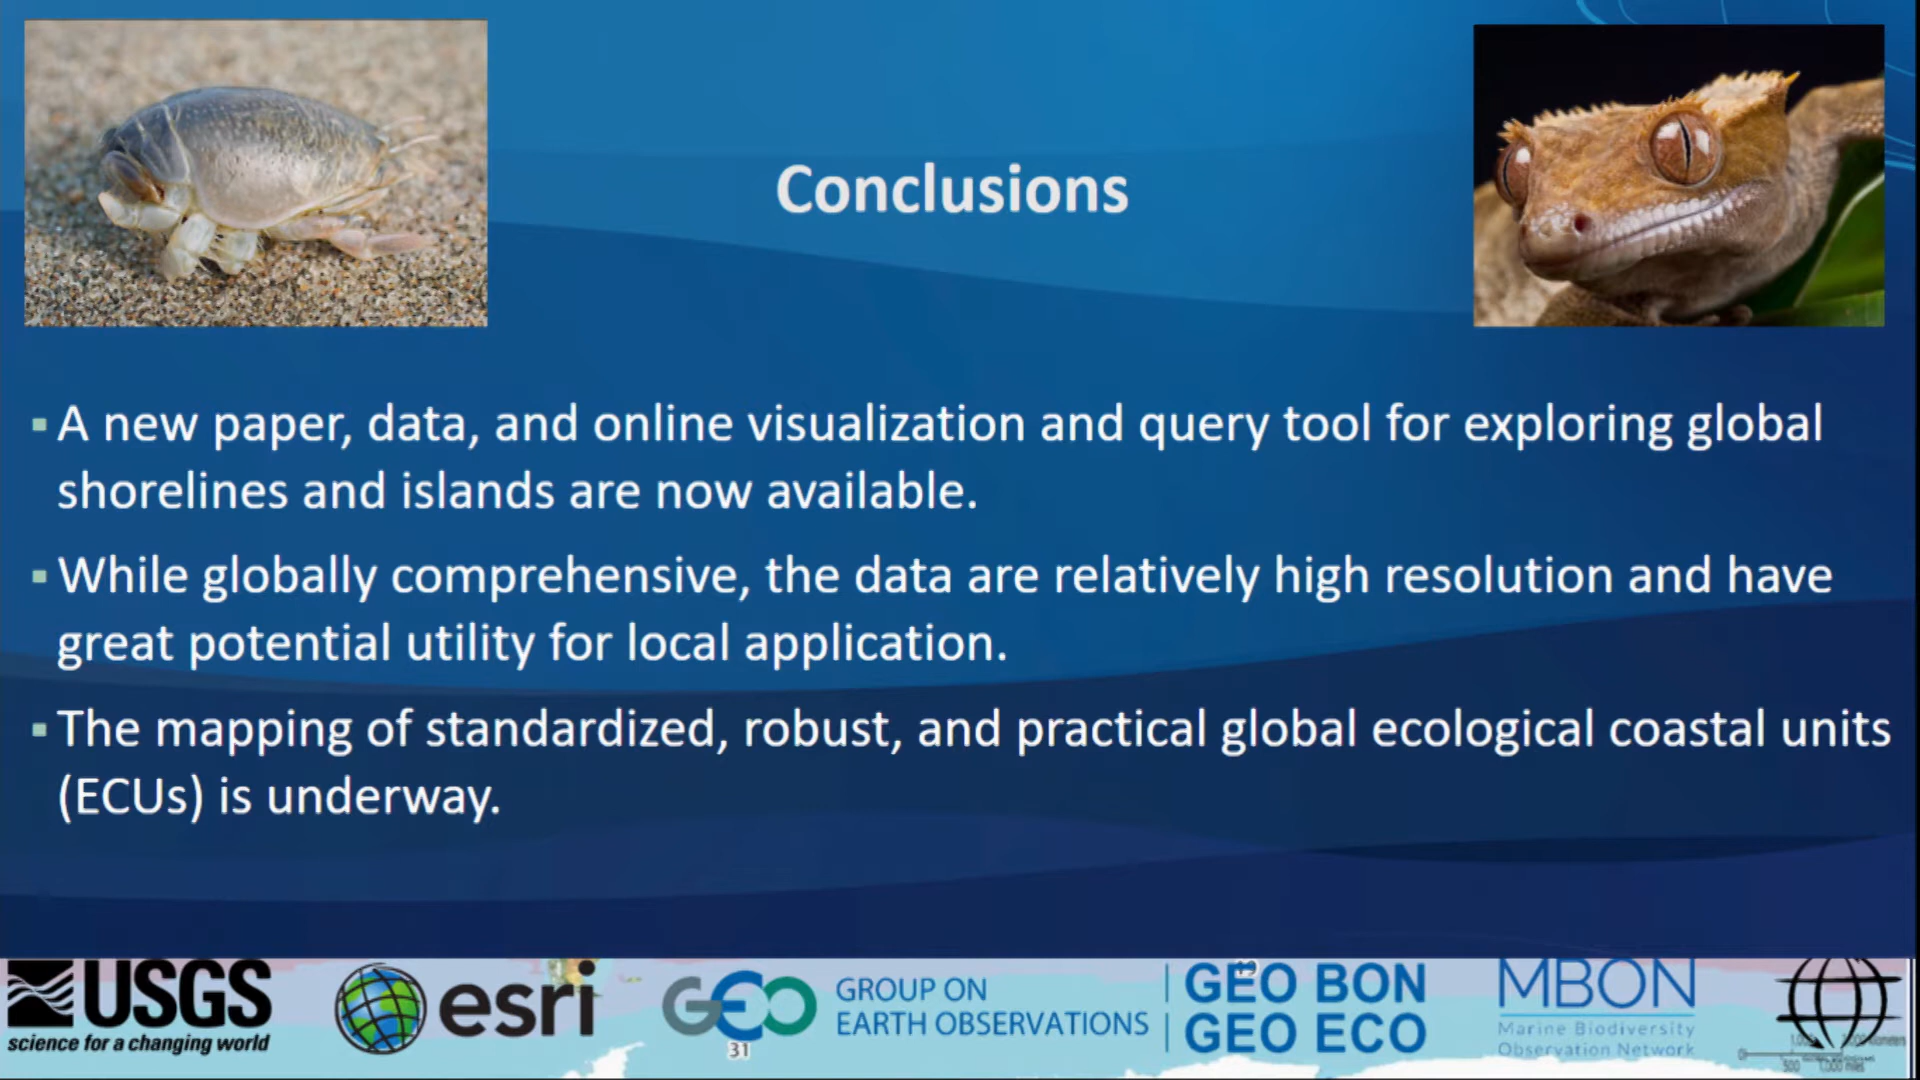 Conclusions
▪ A new paper, data, and online visualization and query tool for exploring global
shorelines and islands are now available.
▪ While globally comprehensive, the data are relatively high resolution and have
great potential utility for local application.
▪ The mapping of standardized, robust, and practical global ecological coastal units
(ECUs) is underway.
USGS
science for a changing world
esri
GEO
GROUP ON
EARTH OBSERVATIONS
31
GEO BON
GEO ECO
MBON
Marine Biodiversity
Observation Network
500